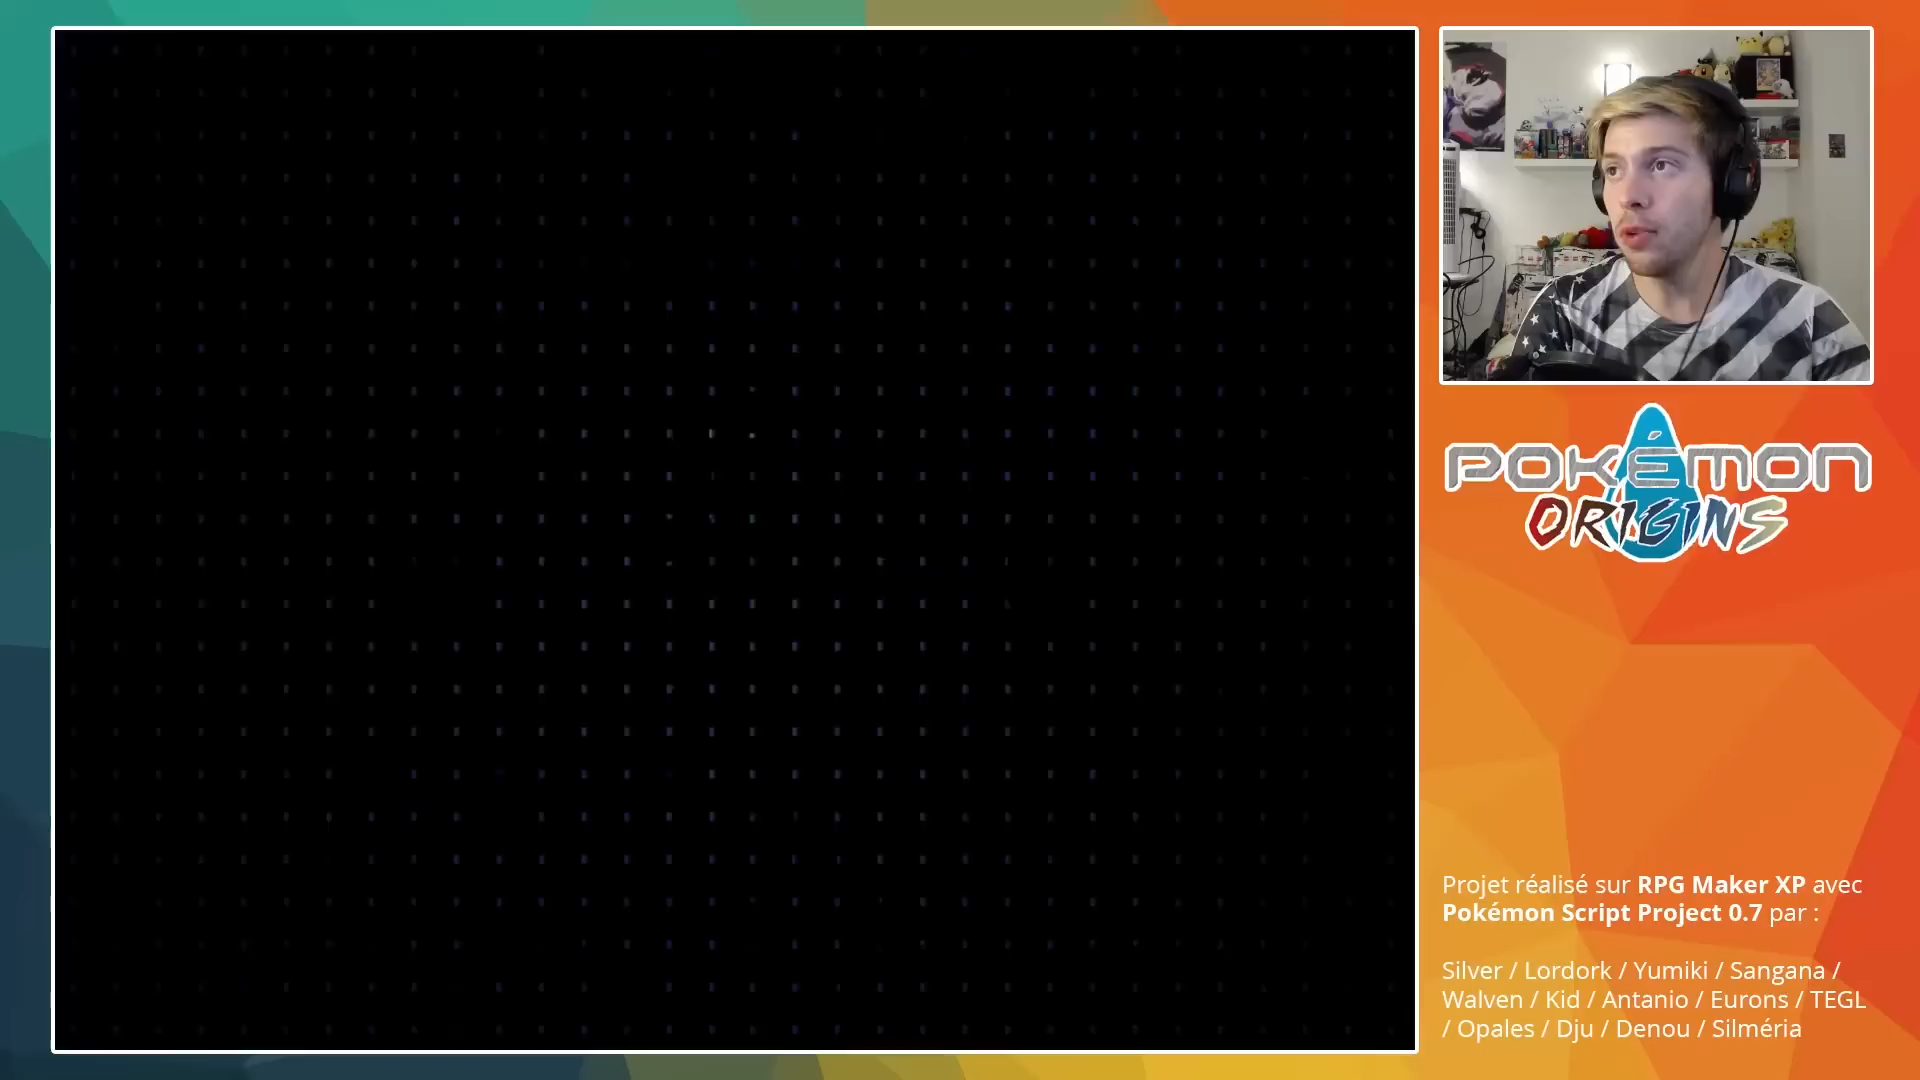 POKÉMON
ORIGINS
Projet réalisé sur RPG Maker XP avec
Pokémon Script Project 0.7 par :
Silver / Lordork / Yumiki / Sangana /
Walven / Kid / Antanio / Eurons / TEGL
/ Opales / Dju / Denou / Silméria